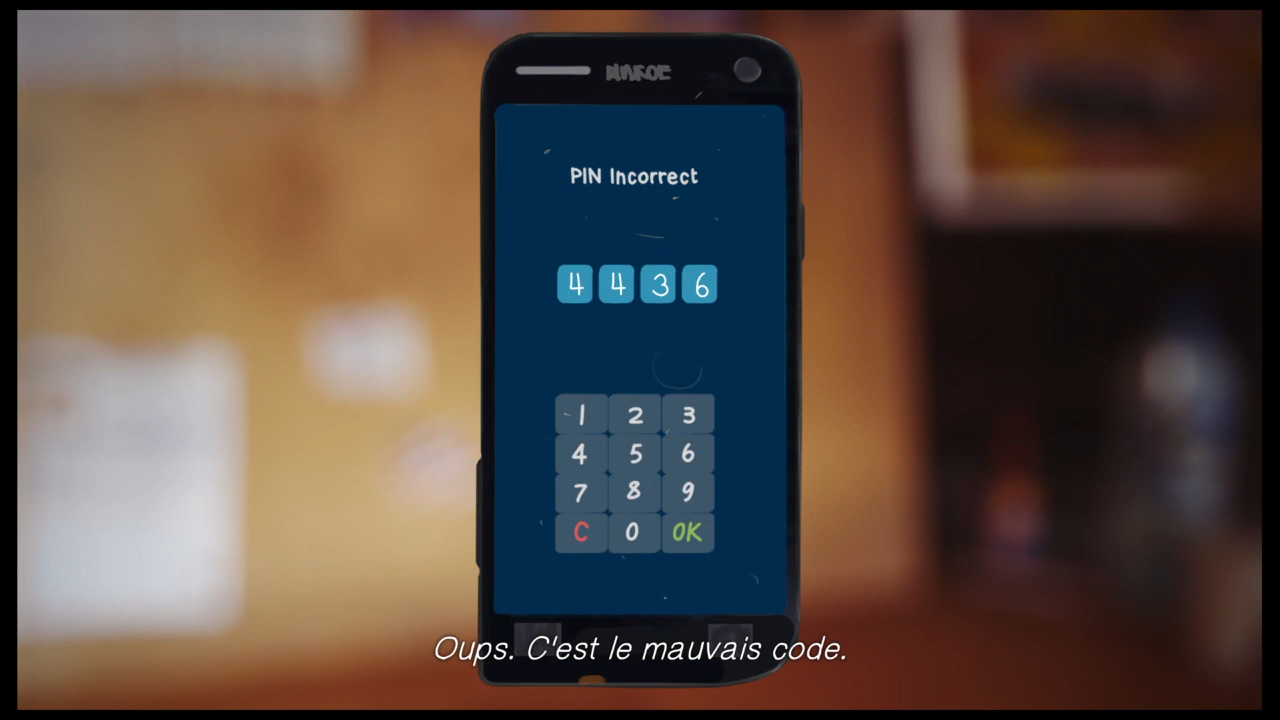 PIN Incorrect
4 4 3 6
1 2 3
4 5 6
7 8 9
C 0 OK
Oups. C'est le mauvais code.